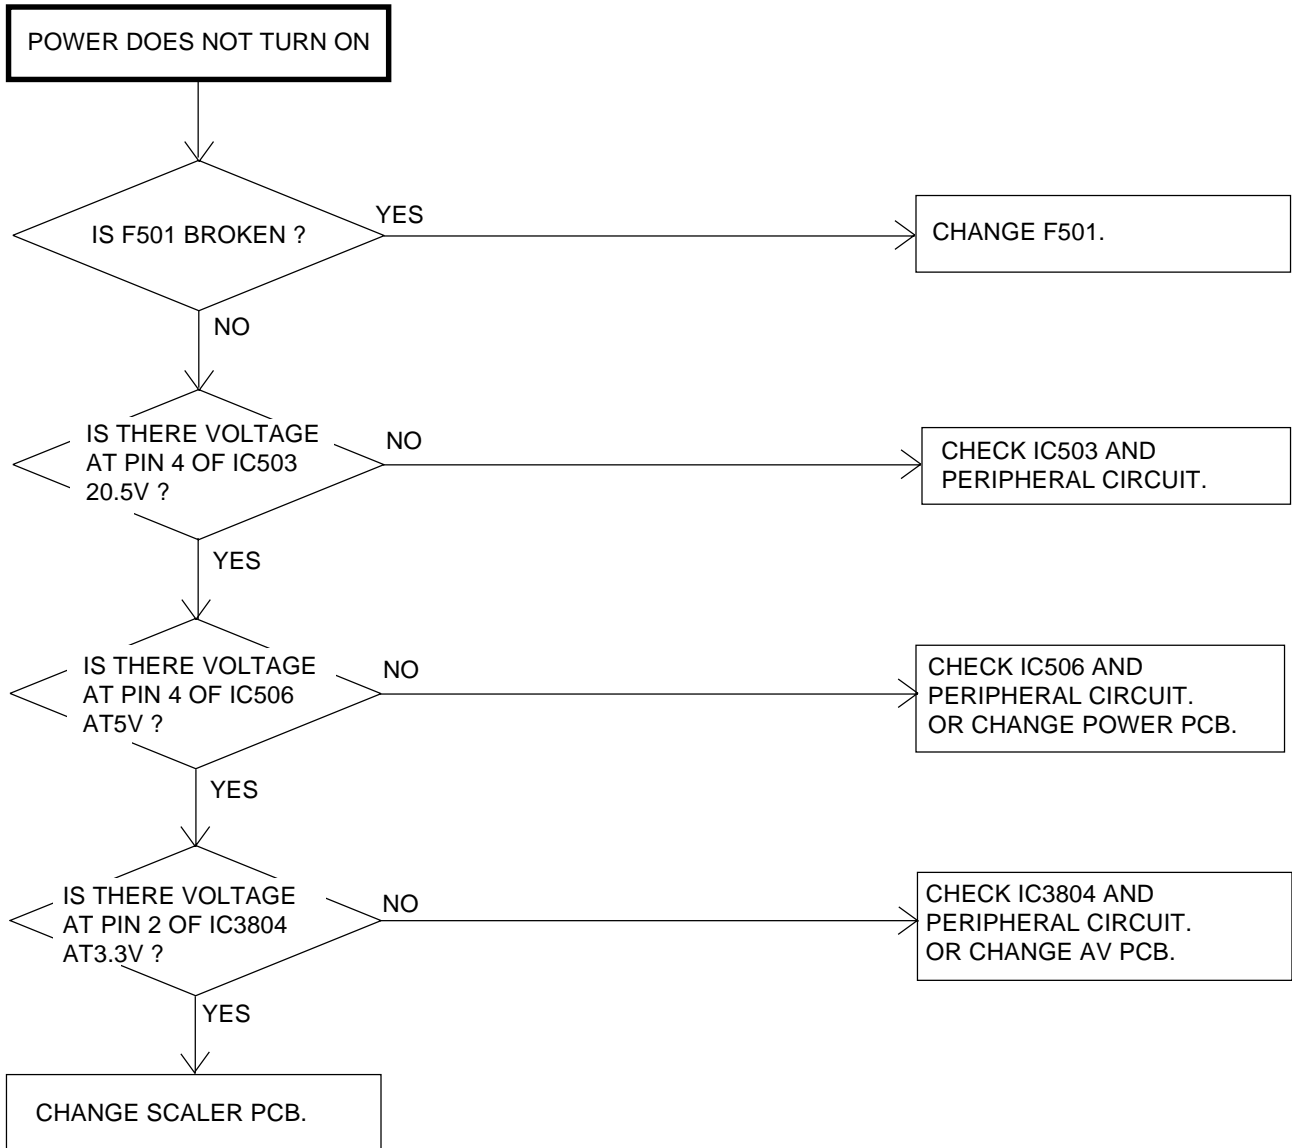 POWER DOES NOT TURN ON
IS F501 BROKEN ?
YES
CHANGE F501.
NO
IS THERE VOLTAGE
AT PIN 4 OF IC503
20.5V ?
NO
CHECK IC503 AND
PERIPHERAL CIRCUIT.
YES
IS THERE VOLTAGE
AT PIN 4 OF IC506
AT5V ?
NO
CHECK IC506 AND
PERIPHERAL CIRCUIT.
OR CHANGE POWER PCB.
YES
IS THERE VOLTAGE
AT PIN 2 OF IC3804
AT3.3V ?
NO
CHECK IC3804 AND
PERIPHERAL CIRCUIT.
OR CHANGE AV PCB.
YES
CHANGE SCALER PCB.